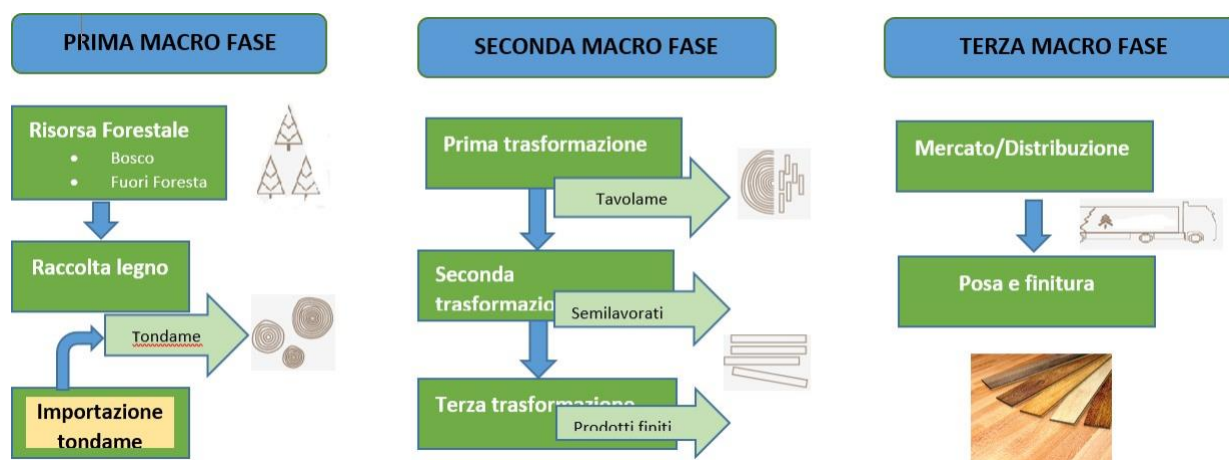 PRIMA MACRO FASE
Risorsa Forestale
• Bosco
• Fuori Foresta
Raccolta legno
Tondame
Importazione
tondame
SECONDA MACRO FASE
Prima trasformazione
Tavolame
Seconda
trasformazion
Semilavorati
Terza trasformazione
Prodotti finiti
TERZA MACRO FASE
Mercato/Distribuzione
Posa e finitura